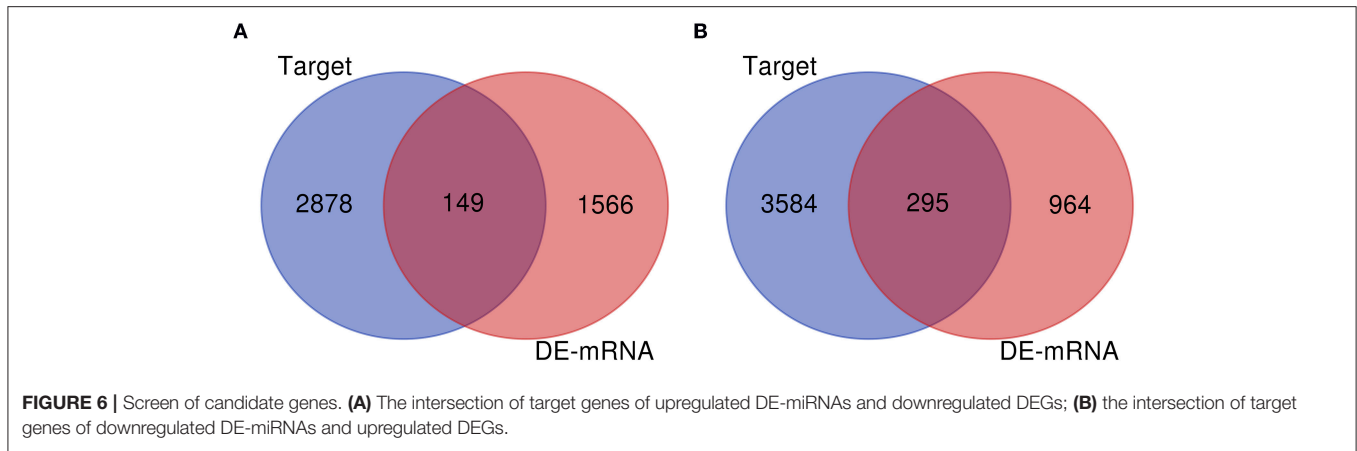 A
B
Target
Target
2878
149
1566
3584
295
964
DE-mRNA
DE-mRNA
FIGURE 6 | Screen of candidate genes. (A) The intersection of target genes of upregulated DE-miRNAs and downregulated DEGs; (B) the intersection of target
genes of downregulated DE-miRNAs and upregulated DEGs.